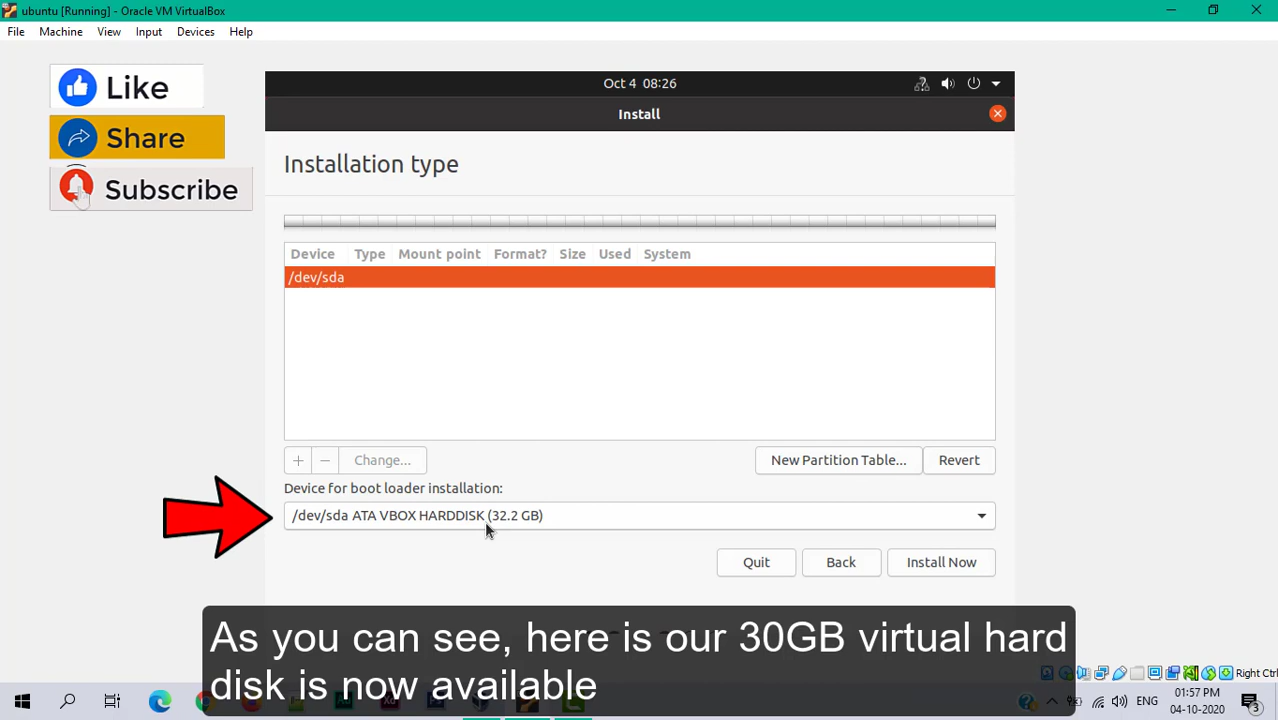 ubuntu [Running] - Oracle VM VirtualBox
File Machine View Input Devices Help
Like
Share
Subscribe
Oct 4 08:26
Install
Installation type
Device Type Mount point Format? Size Used System
/dev/sda
+ − Change... New Partition Table... Revert
Device for boot loader installation:
/dev/sda ATA VBOX HARDDISK (32.2 GB)
Quit Back Install Now
As you can see, here is our 30GB virtual hard
disk is now available
Right Ctrl
ENG
01:57 PM
04-10-2020
3